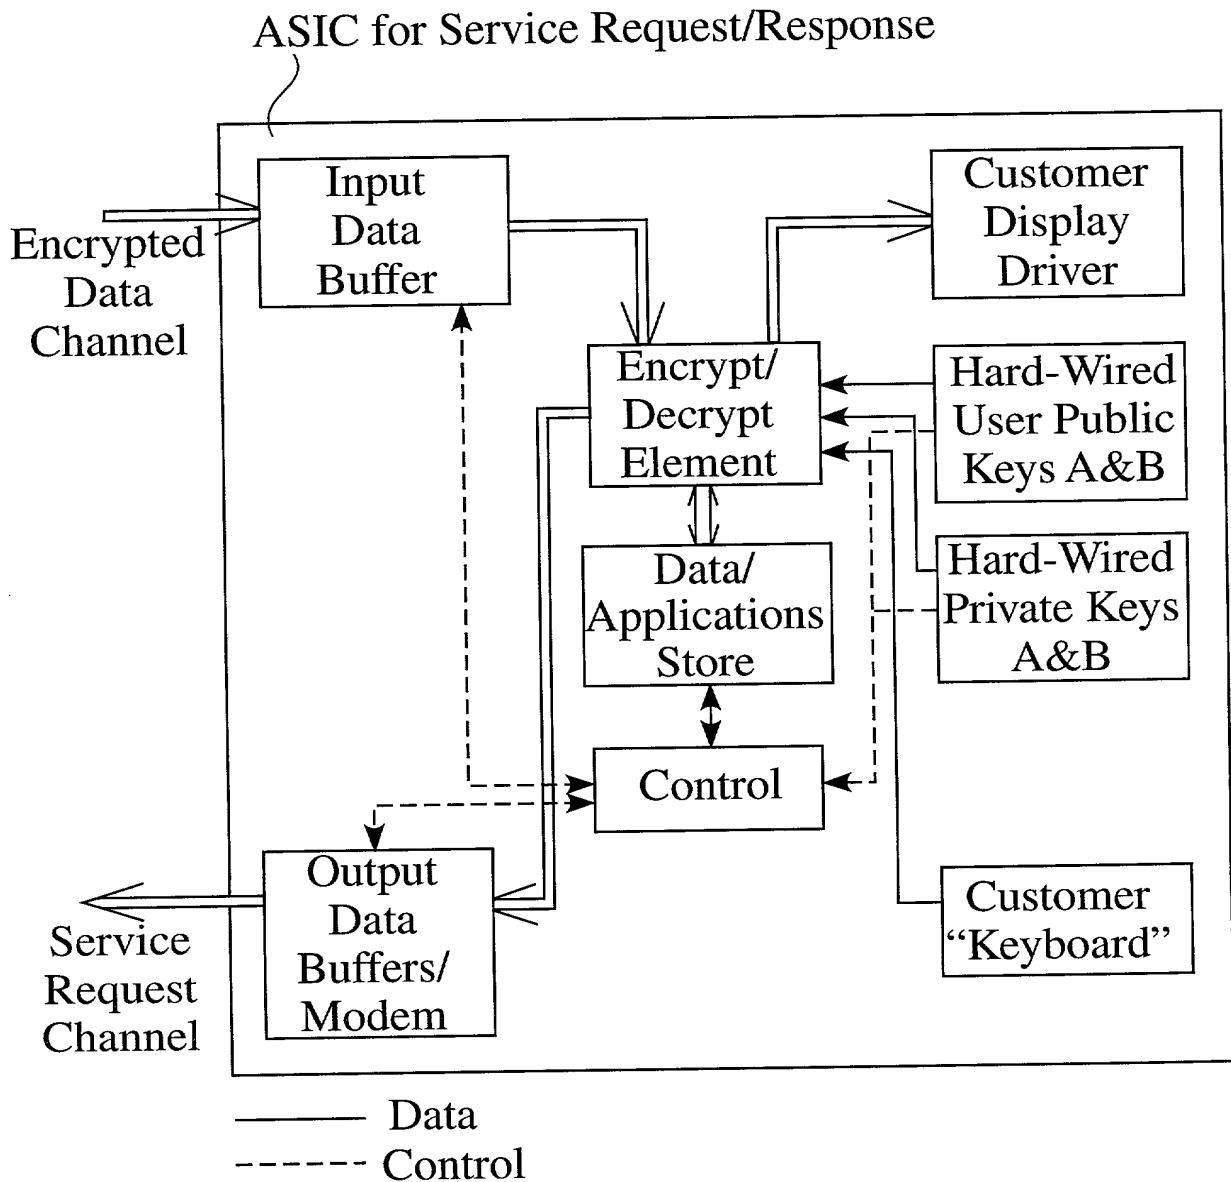 ASIC for Service Request/Response
Input
Data
Buffer
Customer
Display
Driver
Encrypted
Data
Channel
Encrypt/
Decrypt
Element
Hard-Wired
User Public
Keys A&B
Data/
Applications
Store
Hard-Wired
Private Keys
A&B
Control
Output
Data
Buffers/
Modem
Customer
“Keyboard”
Service
Request
Channel
Data
Control